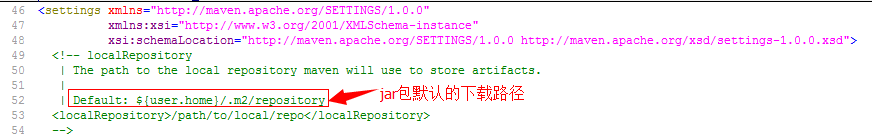 46 <settings xmlns="http://maven.apache.org/SETTINGS/1.0.0"
47 xmlns:xsi="http://www.w3.org/2001/XMLSchema-instance"
48 xsi:schemaLocation="http://maven.apache.org/SETTINGS/1.0.0 http://maven.apache.org/xsd/settings-1.0.0.xsd">
49 <!-- localRepository
50 | The path to the local repository maven will use to store artifacts.
51 |
52 | Default: ${user.home}/.m2/repository jar包默认的下载路径
53 <localRepository>/path/to/local/repo</localRepository>
54 -->